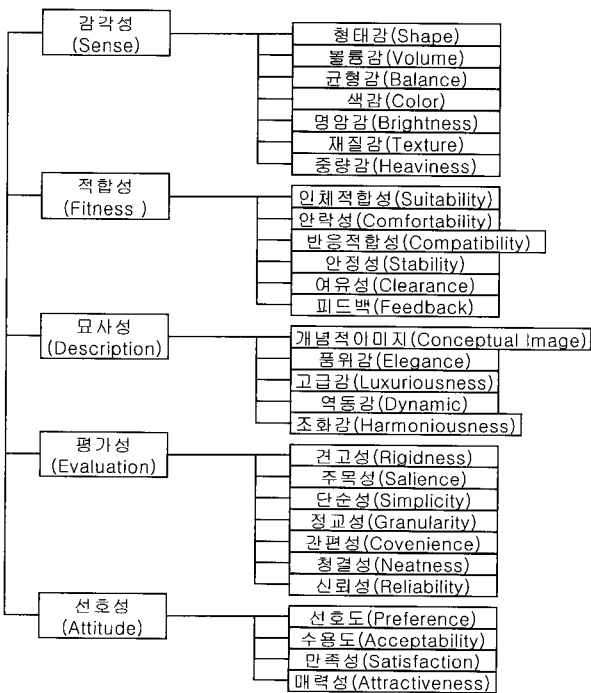 감각성
(Sense)
형태감(Shape)
볼륨감(Volume)
균형감(Balance)
색감(Color)
명암감(Brightness)
재질감(Texture)
중량감(Heaviness)
적합성
(Fitness )
인체적합성(Suitability)
안락성(Comfortability)
반응적합성(Compatibility)
안정성(Stability)
여유성(Clearance)
피드백(Feedback)
묘사성
(Description)
개념적이미지(Conceptual Image)
품위감(Elegance)
고급감(Luxuriousness)
역동감(Dynamic)
조화감(Harmoniousness)
평가성
(Evaluation)
견고성(Rigidness)
주목성(Salience)
단순성(Simplicity)
정교성(Granularity)
간편성(Covenience)
청결성(Neatness)
신뢰성(Reliability)
선호성
(Attitude)
선호도(Preference)
수용도(Acceptability)
만족성(Satisfaction)
매력성(Attractiveness)